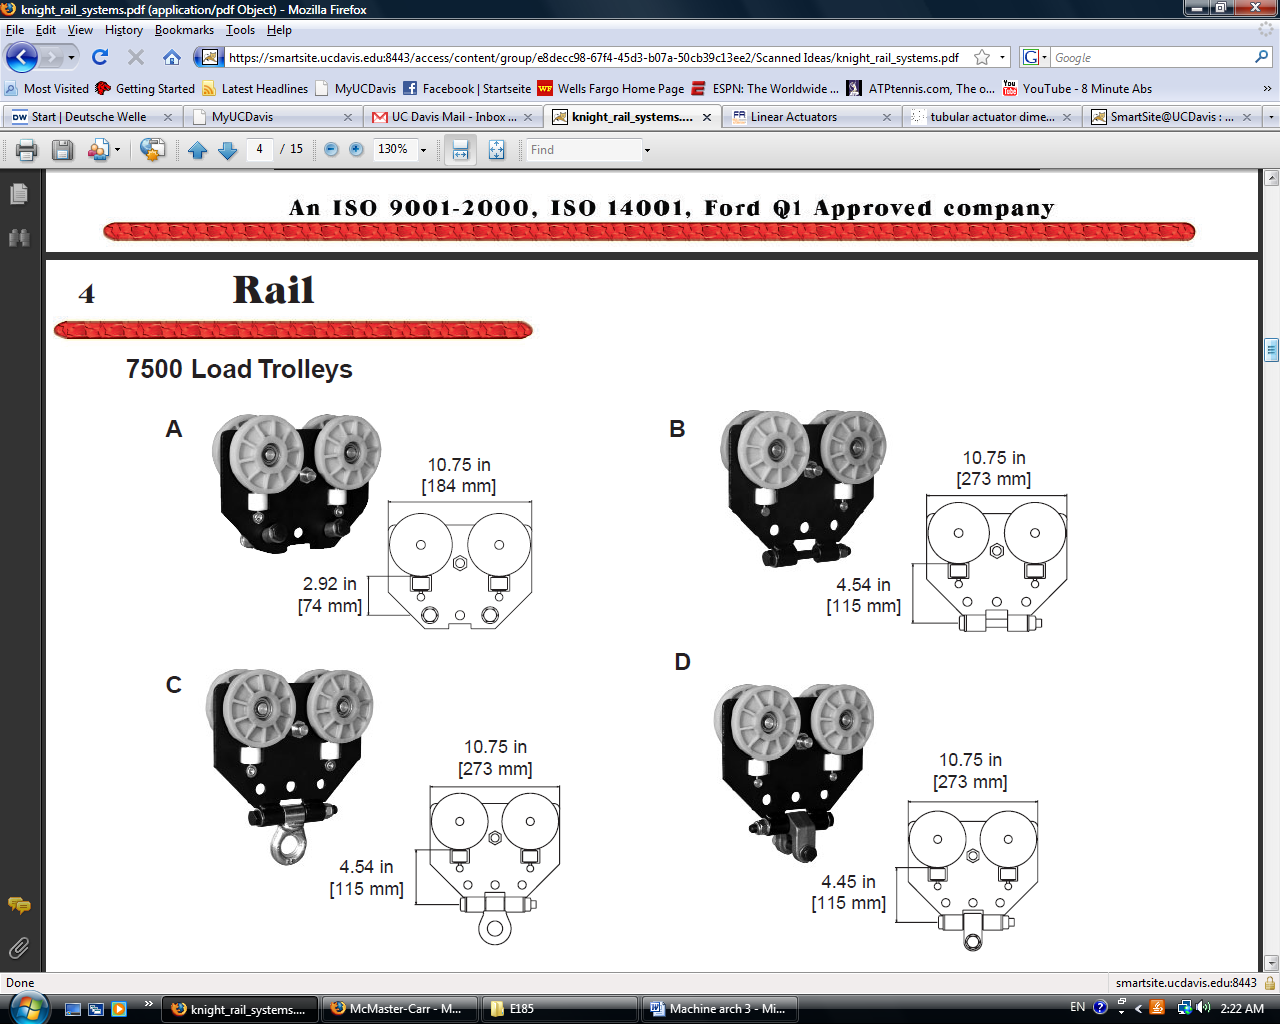 knight_rail_systems.pdf (application/pdf Object) - Mozilla Firefox
File Edit View History Bookmarks Tools Help
https://smartsite.ucdavis.edu:8443/access/content/group/e8decc98-67f4-45d3-b07a-50cb39c13ee2/Scanned Ideas/knight_rail_systems.pdf
G Google
Most Visited Getting Started Latest Headlines MyUCDavis Facebook | Startseite WF Wells Fargo Home Page ESPN: The Worldwide ... ATPtennis.com, The o... You Tube YouTube - 8 Minute Abs »
DW Start | Deutsche Welle MyUCDavis UC Davis Mail - Inbox ... knight_rail_systems.... Linear Actuators tubular actuator dime... SmartSite@UCDavis : ...
4 / 15 130% Find
An ISO 9001-2000, ISO 14001, Ford Q1 Approved company
4 Rail
7500 Load Trolleys
A
10.75 in
[184 mm]
2.92 in
[74 mm]
B
10.75 in
[273 mm]
4.54 in
[115 mm]
C
10.75 in
[273 mm]
4.54 in
[115 mm]
D
10.75 in
[273 mm]
4.45 in
[115 mm]
Done smartsite.ucdavis.edu:8443
» knight_rail_systems.... McMaster-Carr - M... E185 Machine arch 3 - Mi... EN 2:22 AM